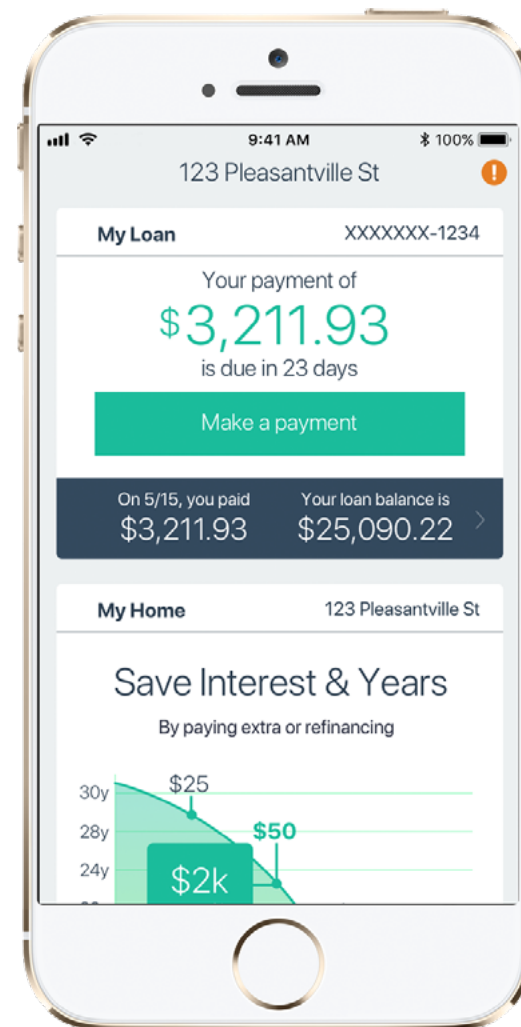 9:41 AM
100%
123 Pleasantville St
!
My Loan
XXXXXXX-1234
Your payment of
$3,211.93
is due in 23 days
Make a payment
On 5/15, you paid
$3,211.93
Your loan balance is
$25,090.22
My Home
123 Pleasantville St
Save Interest & Years
By paying extra or refinancing
30y
$25
28y
$50
24y
$2k